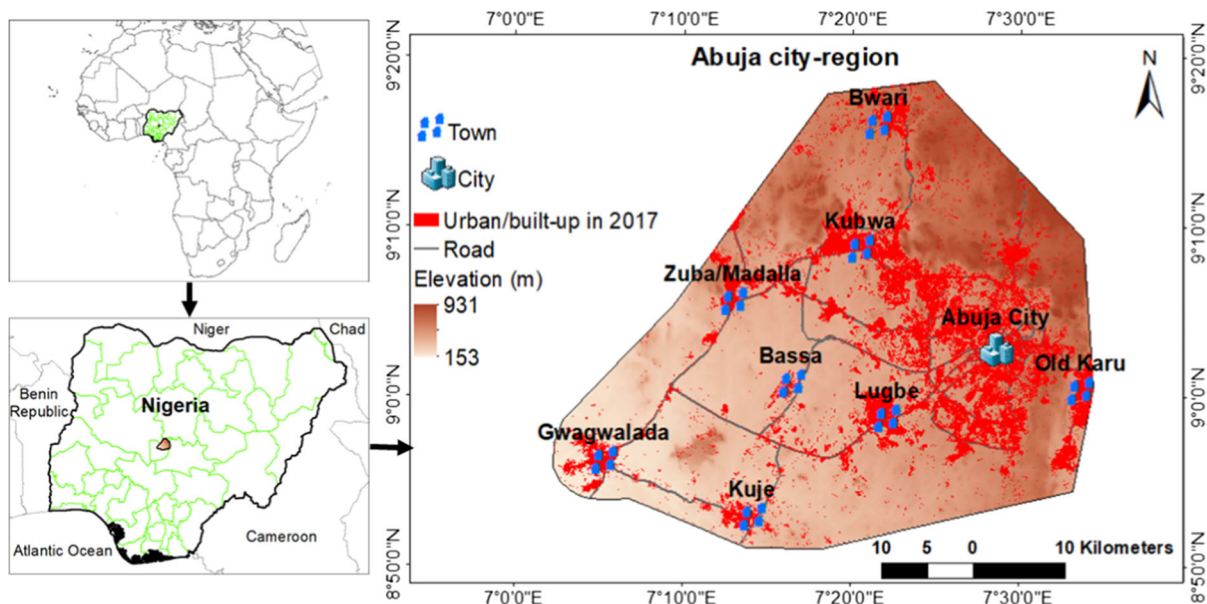 Niger
Chad
Benin
Republic
Nigeria
Atlantic Ocean
Cameroon
7°0'0"E
7°10'0"E
7°20'0"E
7°30'0"E
Abuja city-region
N
Town
City
Urban/built-up in 2017
Road
Elevation (m)
931
153
Bwari
Kubwa
Zuba/Madalla
Abuja City
Bassa
Old Karu
Lugbe
Gwagwalada
Kuje
10 5 0 10 Kilometers
9°20'0"N
9°10'0"N
9°0'0"N
8°50'0"N
9°20'0"N
9°10'0"N
9°0'0"N
8°50'0"N
7°0'0"E
7°10'0"E
7°20'0"E
7°30'0"E